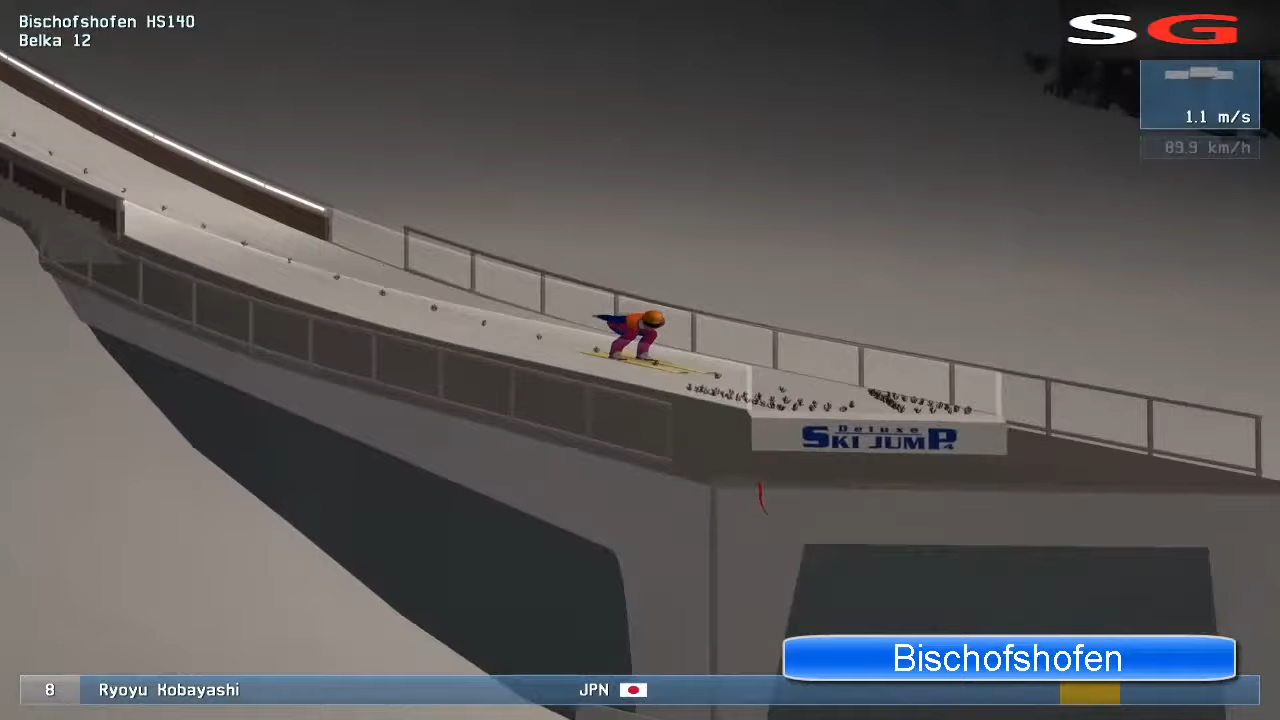 Bischofshofen HS140
Belka 12
SG
1.1 m/s
89.9 km/h
Deluxe
SKI JUMP
4
Bischofshofen
8 Ryoyu Kobayashi JPN